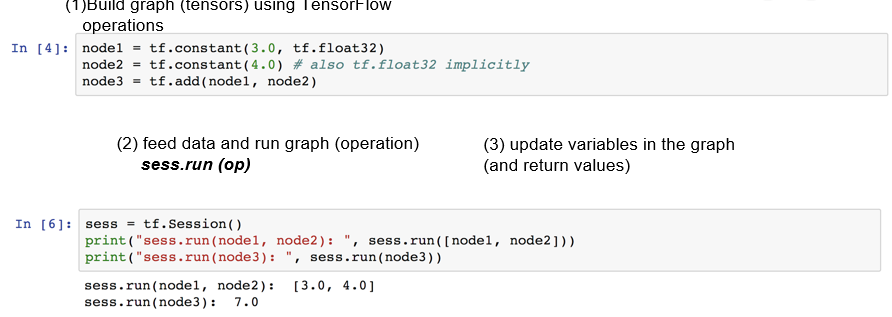 (1)Build graph (tensors) using TensorFlow
operations
In [4]: node1 = tf.constant(3.0, tf.float32)
node2 = tf.constant(4.0) # also tf.float32 implicitly
node3 = tf.add(node1, node2)
(2) feed data and run graph (operation)
sess.run (op)
(3) update variables in the graph
(and return values)
In [6]: sess = tf.Session()
print("sess.run(node1, node2): ", sess.run([node1, node2]))
print("sess.run(node3): ", sess.run(node3))
sess.run(node1, node2):  [3.0, 4.0]
sess.run(node3):  7.0